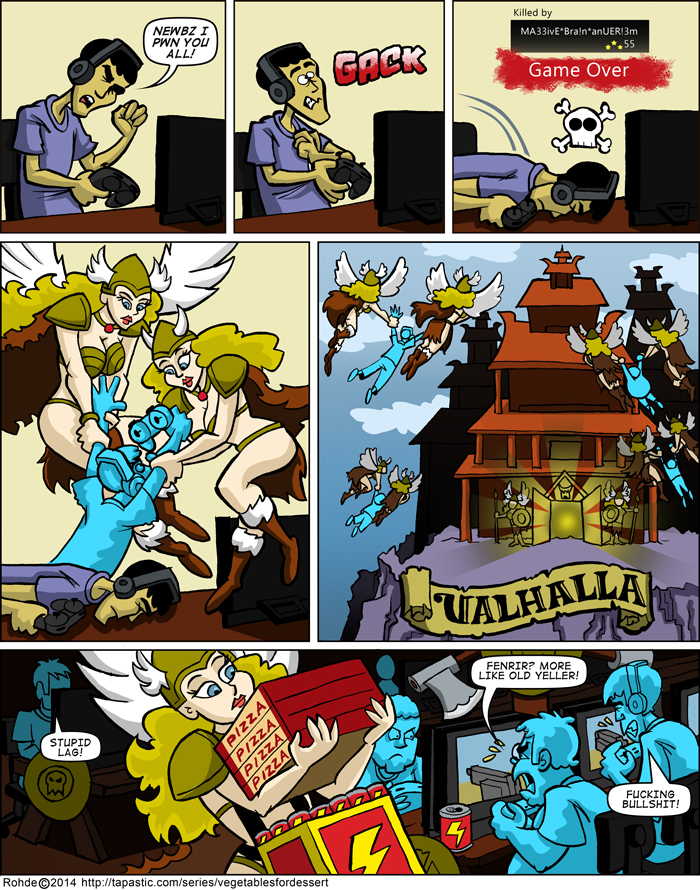 NEWBZ I
PWN YOU
ALL!
GACK
Killed by
MA33ivE*Bra!n*anUER!3m
55
Game Over
VALHALLA
STUPID
LAG!
PIZZA
PIZZA
PIZZA
PIZZA
FENRIR? MORE
LIKE OLD YELLER!
FUCKING
BULLSHIT!
Rohde©2014 http://tapastic.com/series/vegetablesfordessert